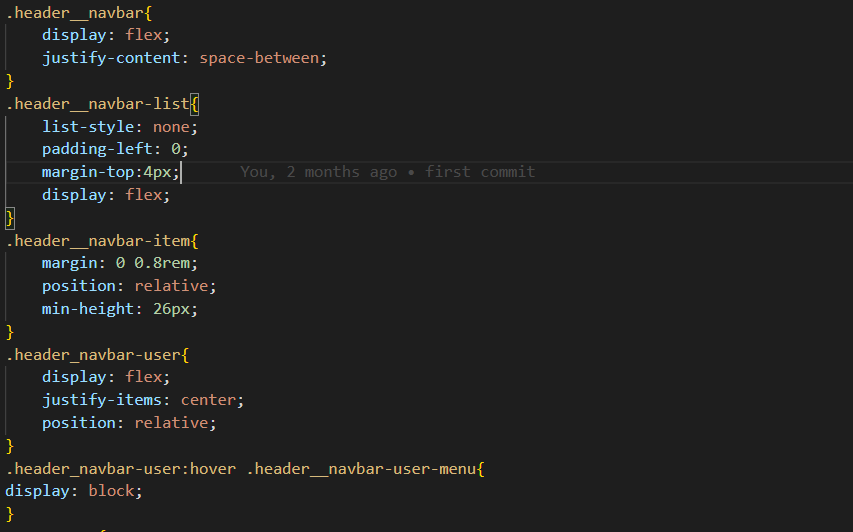 .header__navbar{
    display: flex;
    justify-content: space-between;
}
.header__navbar-list{
    list-style: none;
    padding-left: 0;
    margin-top:4px;       You, 2 months ago • first commit
    display: flex;
}
.header__navbar-item{
    margin: 0 0.8rem;
    position: relative;
    min-height: 26px;
}
.header_navbar-user{
    display: flex;
    justify-items: center;
    position: relative;
}
.header_navbar-user:hover .header__navbar-user-menu{
display: block;
}